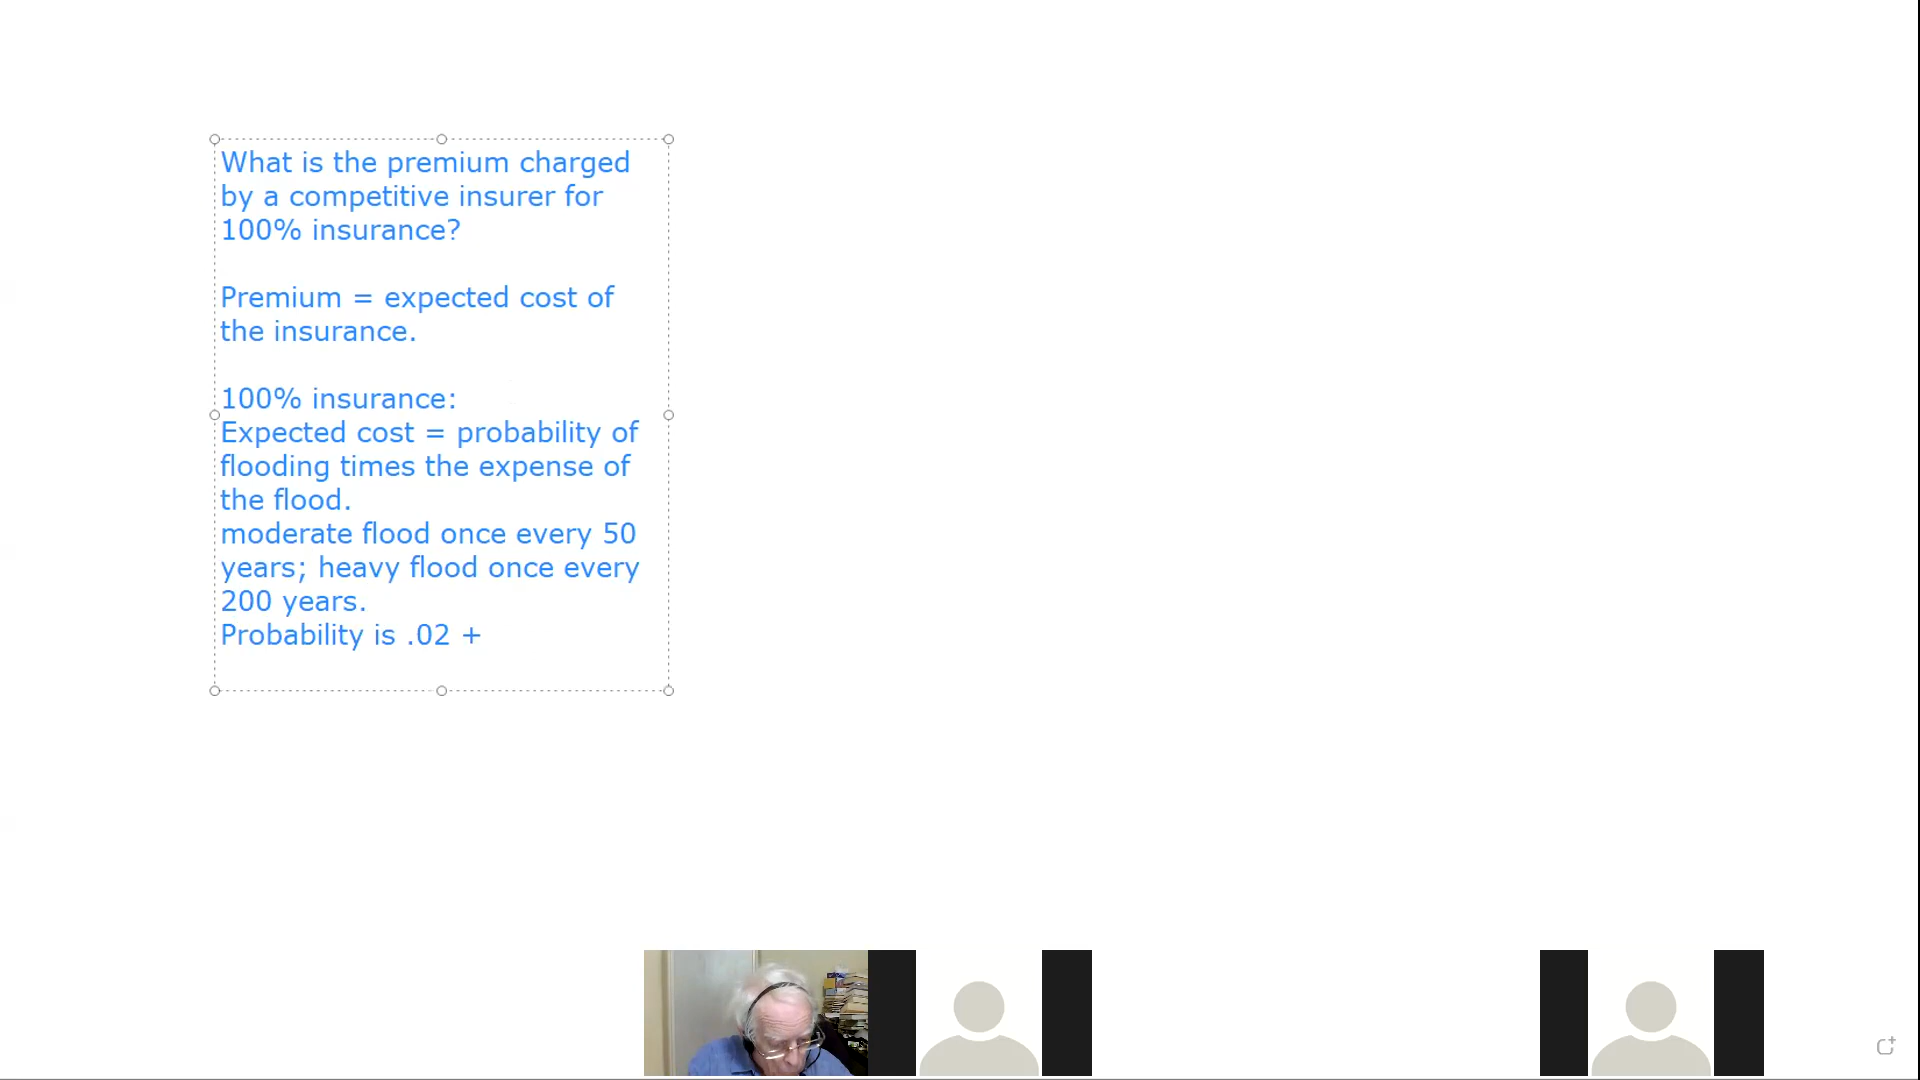 What is the premium charged
by a competitive insurer for
100% insurance?
Premium = expected cost of
the insurance.
100% insurance:
Expected cost = probability of
flooding times the expense of
the flood.
moderate flood once every 50
years; heavy flood once every
200 years.
Probability is .02 +